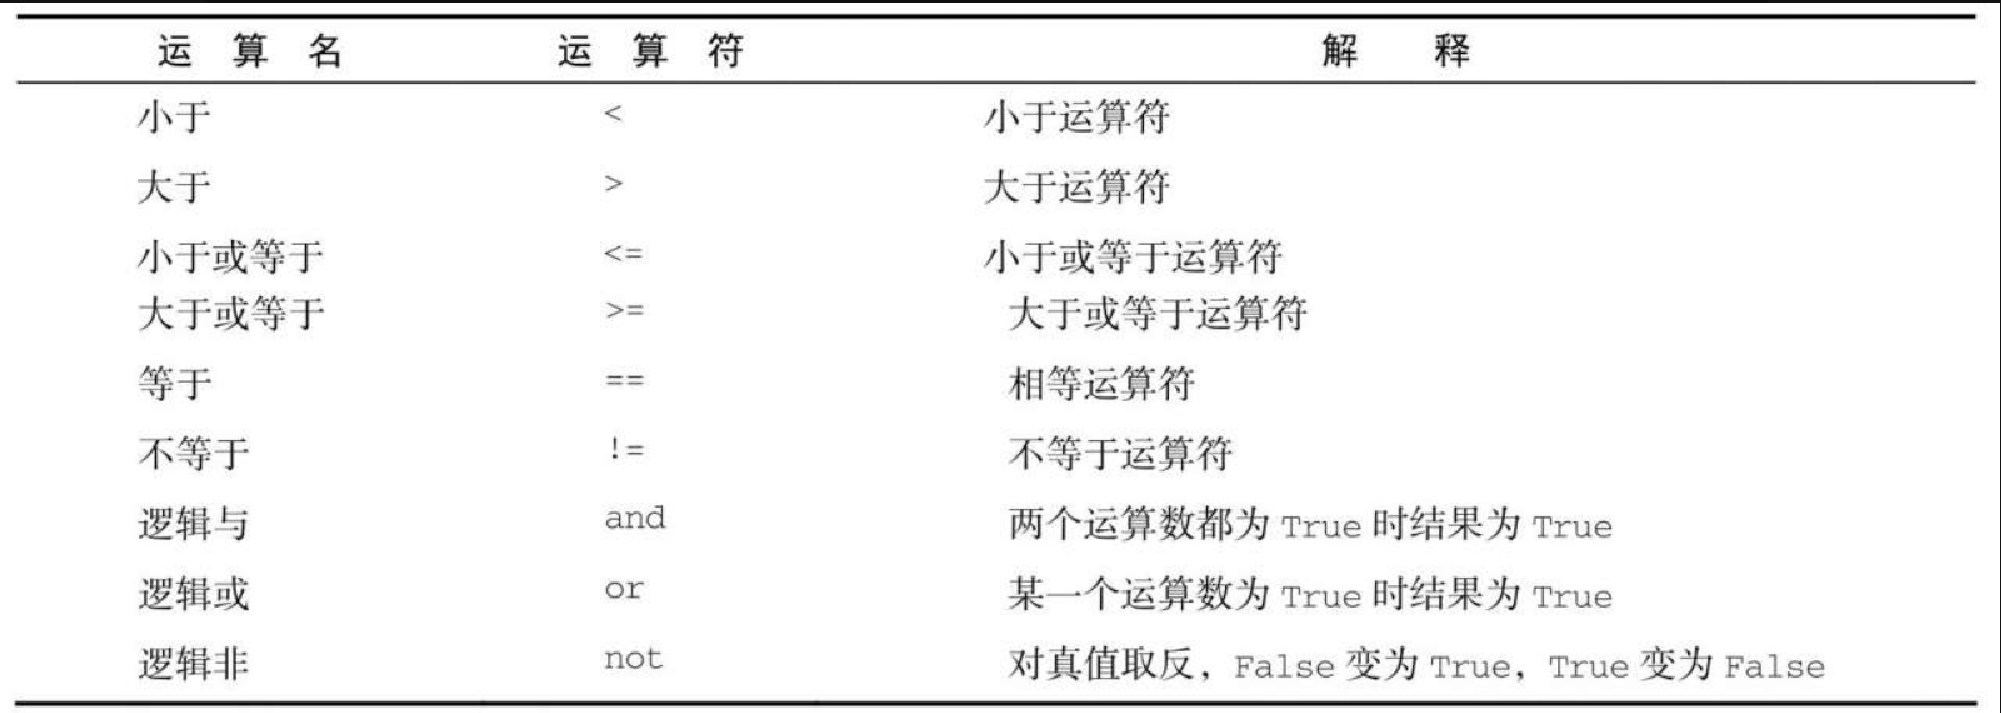 运 算 名 运 算 符 解 释
小于 < 小于运算符
大于 > 大于运算符
小于或等于 <= 小于或等于运算符
大于或等于 >= 大于或等于运算符
等于 == 相等运算符
不等于 != 不等于运算符
逻辑与 and 两个运算数都为 True 时结果为 True
逻辑或 or 某一个运算数为 True 时结果为 True
逻辑非 not 对真值取反，False 变为 True，True 变为 False